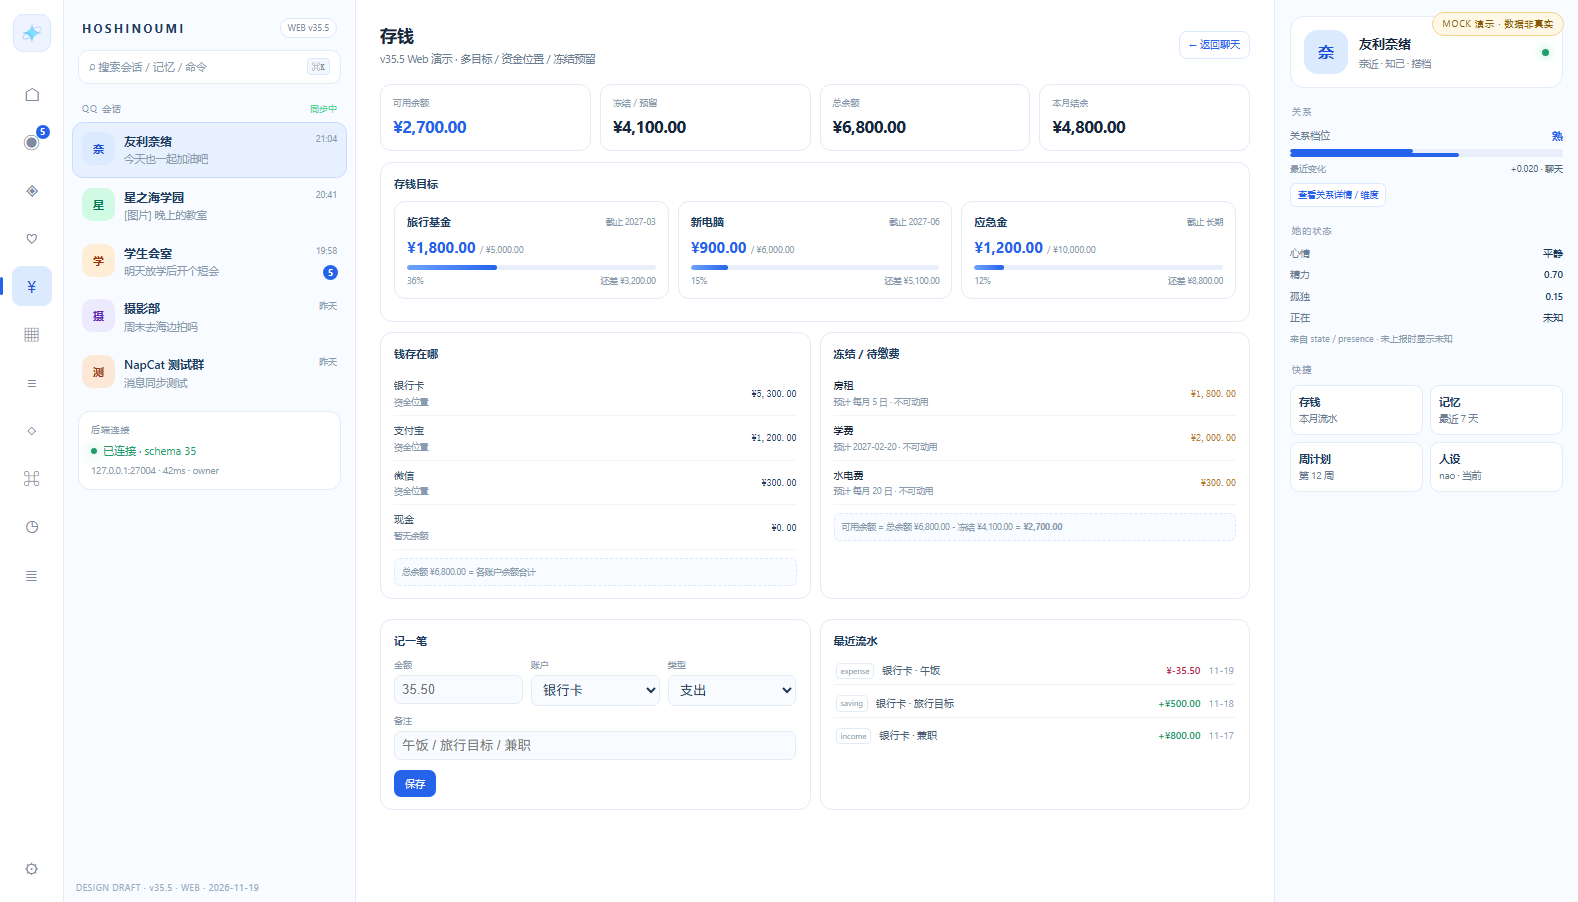 HOSHINOUMI
WEB v35.5
搜索会话 / 记忆 / 命令
⌘K
QQ 会话
同步中
奈
友利奈绪
21:04
今天也一起加油吧
星
星之海学园
20:41
[图片] 晚上的教室
学
学生会室
19:58
明天放学后开个短会
5
摄
摄影部
昨天
周末去海边拍吗
测
NapCat 测试群
昨天
消息同步测试
后端连接
已连接 · schema 35
127.0.0.1:27004 · 42ms · owner
DESIGN DRAFT · v35.5 · WEB · 2026-11-19
5
¥
存钱
v35.5 Web 演示 · 多目标 / 资金位置 / 冻结预留
← 返回聊天
可用余额
¥2,700.00
冻结 / 预留
¥4,100.00
总余额
¥6,800.00
本月结余
¥4,800.00
存钱目标
旅行基金
截止 2027-03
¥1,800.00 / ¥5,000.00
36%
还差 ¥3,200.00
新电脑
截止 2027-06
¥900.00 / ¥6,000.00
15%
还差 ¥5,100.00
应急金
截止 长期
¥1,200.00 / ¥10,000.00
12%
还差 ¥8,800.00
钱存在哪
银行卡
资金位置
¥5,300.00
支付宝
资金位置
¥1,200.00
微信
资金位置
¥300.00
现金
暂无余额
¥0.00
总余额 ¥6,800.00 = 各账户余额合计
冻结 / 待缴费
房租
预计 每月 5 日 · 不可动用
¥1,800.00
学费
预计 2027-02-20 · 不可动用
¥2,000.00
水电费
预计 每月 20 日 · 不可动用
¥300.00
可用余额 = 总余额 ¥6,800.00 - 冻结 ¥4,100.00 = ¥2,700.00
记一笔
金额
35.50
账户
银行卡
类型
支出
备注
午饭 / 旅行目标 / 兼职
保存
最近流水
expense
银行卡 · 午饭
¥-35.50
11-19
saving
银行卡 · 旅行目标
+¥500.00
11-18
income
银行卡 · 兼职
+¥800.00
11-17
MOCK 演示 · 数据非真实
奈
友利奈绪
亲近 · 知己 · 搭档
关系
关系档位
熟
最近变化
+0.020 · 聊天
查看关系详情 / 维度
她的状态
心情
平静
精力
0.70
孤独
0.15
正在
未知
来自 state / presence · 未上报时显示未知
快捷
存钱
本月流水
记忆
最近 7 天
周计划
第 12 周
人设
nao · 当前